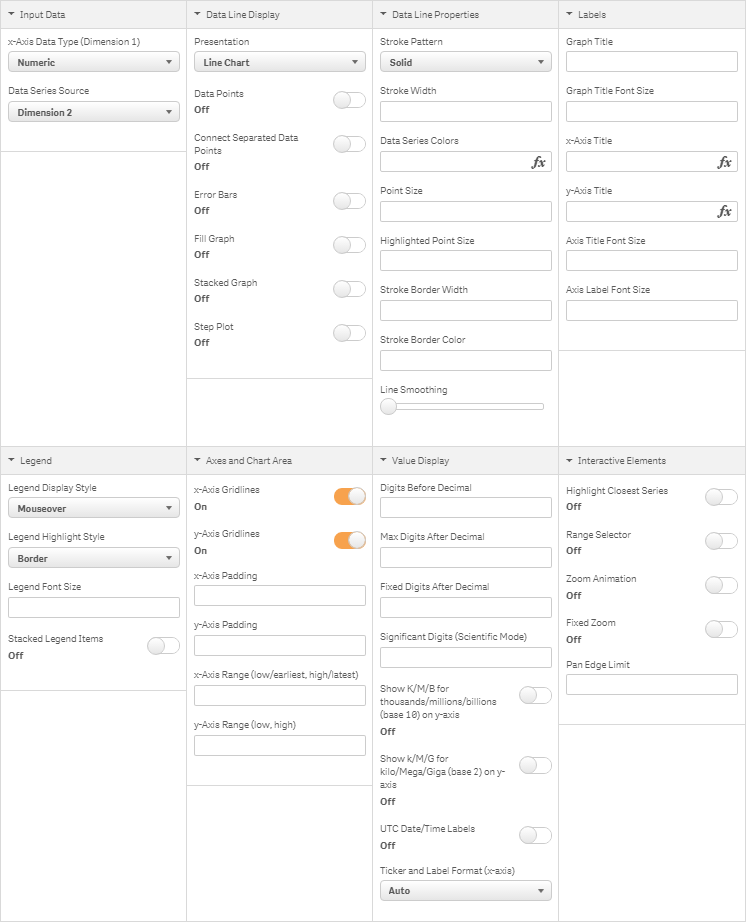 Input Data
x-Axis Data Type (Dimension 1)
Numeric
Data Series Source
Dimension 2
Data Line Display
Presentation
Line Chart
Data Points
Off
Connect Separated Data
Points
Off
Error Bars
Off
Fill Graph
Off
Stacked Graph
Off
Step Plot
Off
Data Line Properties
Stroke Pattern
Solid
Stroke Width
Data Series Colors
fx
Point Size
Highlighted Point Size
Stroke Border Width
Stroke Border Color
Line Smoothing
Labels
Graph Title
Graph Title Font Size
x-Axis Title
fx
y-Axis Title
fx
Axis Title Font Size
Axis Label Font Size
Legend
Legend Display Style
Mouseover
Legend Highlight Style
Border
Legend Font Size
Stacked Legend Items
Off
Axes and Chart Area
x-Axis Gridlines
On
y-Axis Gridlines
On
x-Axis Padding
y-Axis Padding
x-Axis Range (low/earliest, high/latest)
y-Axis Range (low, high)
Value Display
Digits Before Decimal
Max Digits After Decimal
Fixed Digits After Decimal
Significant Digits (Scientific Mode)
Show K/M/B for
thousands/millions/billions
(base 10) on y-axis
Off
Show k/M/G for
kilo/Mega/Giga (base 2) on y-
axis
Off
UTC Date/Time Labels
Off
Ticker and Label Format (x-axis)
Auto
Interactive Elements
Highlight Closest Series
Off
Range Selector
Off
Zoom Animation
Off
Fixed Zoom
Off
Pan Edge Limit